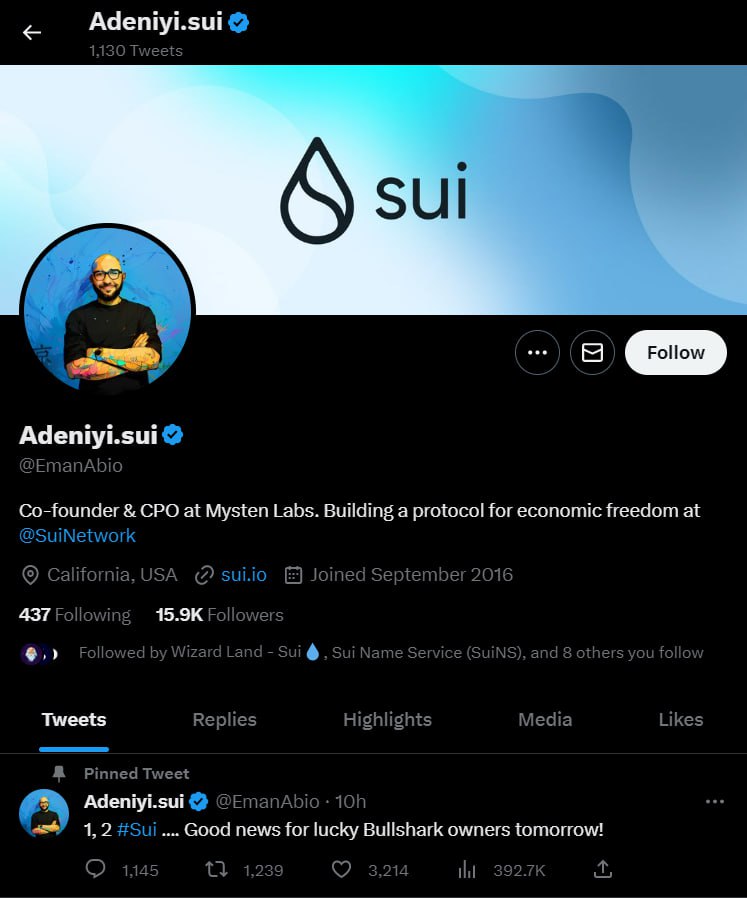 Adeniyi.sui
1,130 Tweets
sui
Follow
Adeniyi.sui
@EmanAbio
Co-founder & CPO at Mysten Labs. Building a protocol for economic freedom at
@SuiNetwork
California, USA sui.io Joined September 2016
437 Following 15.9K Followers
Followed by Wizard Land - Sui💧, Sui Name Service (SuiNS), and 8 others you follow
Tweets Replies Highlights Media Likes
Pinned Tweet
Adeniyi.sui @EmanAbio · 10h
1, 2 #Sui .... Good news for lucky Bullshark owners tomorrow!
1,145 1,239 3,214 392.7K